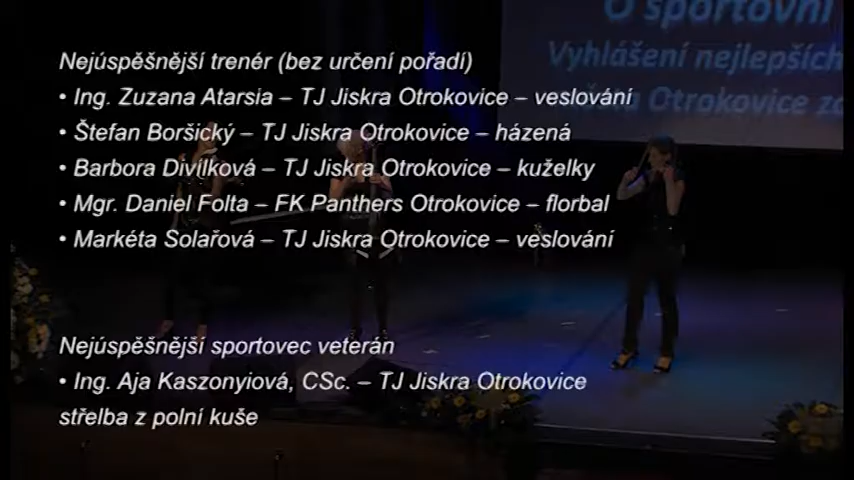 O sportovní
Vyhlášení nejlepších
Otrokovice
Nejúspěšnější trenér (bez určení pořadí)
• Ing. Zuzana Atarsia – TJ Jiskra Otrokovice – veslování
• Štefan Boršický – TJ Jiskra Otrokovice – házená
• Barbora Divílková – TJ Jiskra Otrokovice – kuželky
• Mgr. Daniel Folta – FK Panthers Otrokovice – florbal
• Markéta Solařová – TJ Jiskra Otrokovice – veslování
Nejúspěšnější sportovec veterán
• Ing. Aja Kaszonyiová, CSc. – TJ Jiskra Otrokovice
střelba z polní kuše